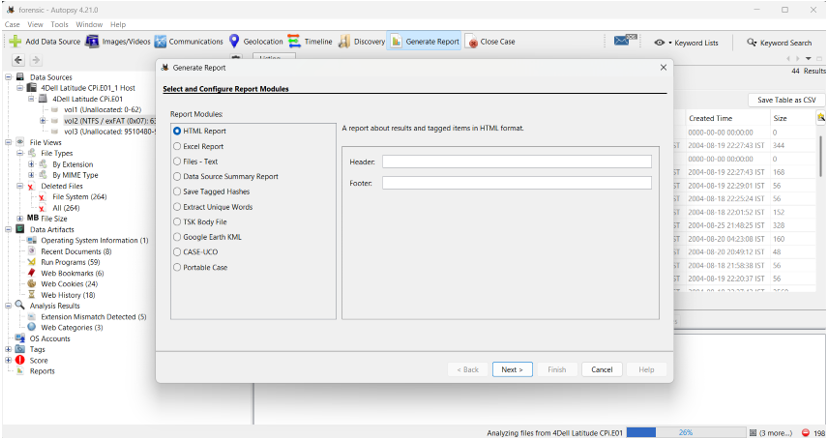 forensic - Autopsy 4.21.0
Case View Tools Window Help
Add Data Source Images/Videos Communications Geolocation Timeline Discovery Generate Report Close Case Keyword Lists Keyword Search
44 Results
Save Table as CSV
Generate Report
Select and Configure Report Modules
Report Modules:
HTML Report
Excel Report
Files - Text
Data Source Summary Report
Save Tagged Hashes
Extract Unique Words
TSK Body File
Google Earth KML
CASE-UCO
Portable Case
A report about results and tagged items in HTML format.
Header:
Footer:
< Back Next > Finish Cancel Help
Data Sources
4Dell Latitude CPi.E01_1 Host
4Dell Latitude CPi.E01
vol1 (Unallocated: 0-62)
vol2 (NTFS / exFAT (0x07): 6
vol3 (Unallocated: 9510480-9
File Views
File Types
By Extension
By MIME Type
Deleted Files
File System (264)
All (264)
MB File Size
Data Artifacts
Operating System Information (1)
Recent Documents (8)
Run Programs (59)
Web Bookmarks (6)
Web Cookies (24)
Web History (18)
Analysis Results
Extension Mismatch Detected (5)
Web Categories (3)
OS Accounts
Tags
Score
Reports
Created Time Size
0000-00-00 00:00:00 0
ST 2004-08-19 22:27:43 IST 344
0000-00-00 00:00:00 0
ST 2004-08-19 22:27:43 IST 168
ST 2004-08-19 22:29:01 IST 56
ST 2004-08-18 22:25:24 IST 56
ST 2004-08-18 22:01:52 IST 152
ST 2004-08-25 21:48:25 IST 328
ST 2004-08-20 04:23:08 IST 160
ST 2004-08-20 20:49:12 IST 48
ST 2004-08-18 21:58:38 IST 56
ST 2004-08-19 22:20:37 IST 56
Analyzing files from 4Dell Latitude CPi.E01 26% (3 more...) 198